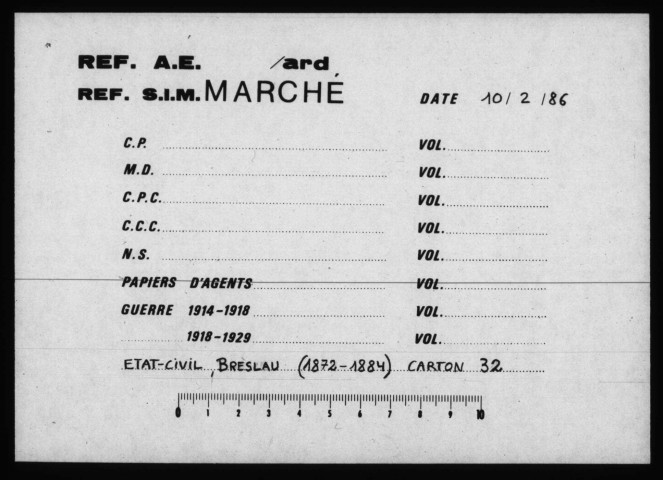 REF. A.E. /ard
REF. S.I.M. MARCHÉ DATE 10/2/86
C.P. VOL.
M.D. VOL.
C.P.C. VOL.
C.C.C. VOL.
N.S. VOL.
PAPIERS D'AGENTS VOL.
GUERRE 1914-1918 VOL.
1918-1929 VOL.
ETAT-CIVIL, BRESLAU (1872-1884) CARTON 32
0 1 2 3 4 5 6 7 8 9 10